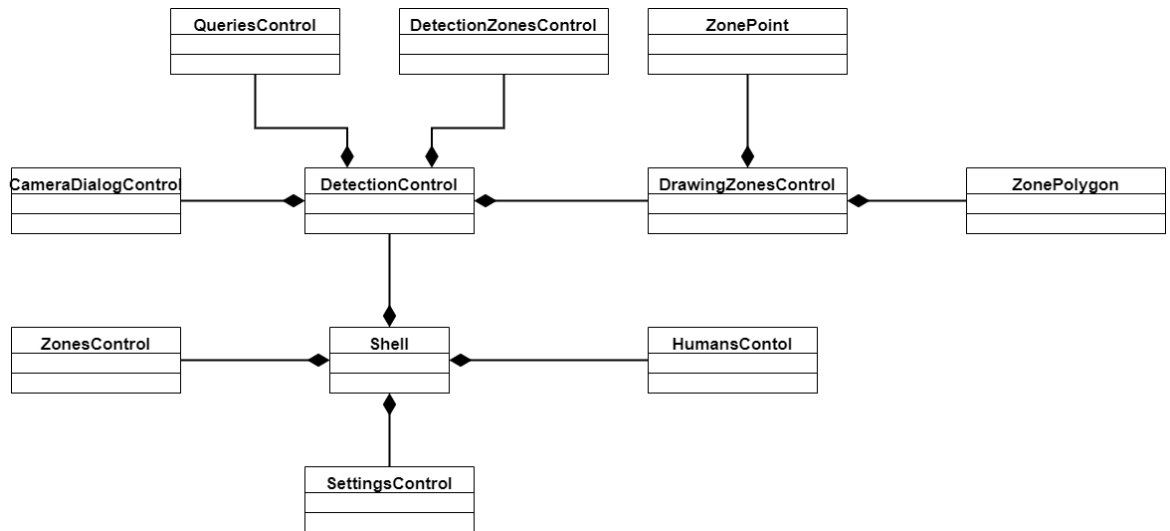 QueriesControl
DetectionZonesControl
ZonePoint
CameraDialogControl
DetectionControl
DrawingZonesControl
ZonePolygon
ZonesControl
Shell
HumansContol
SettingsControl